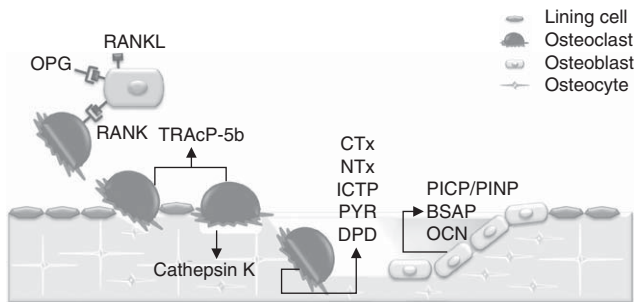 RANKL
OPG
RANK
TRAcP-5b
Cathepsin K
CTx
NTx
ICTP
PYR
DPD
PICP/PINP
BSAP
OCN
Lining cell
Osteoclast
Osteoblast
Osteocyte